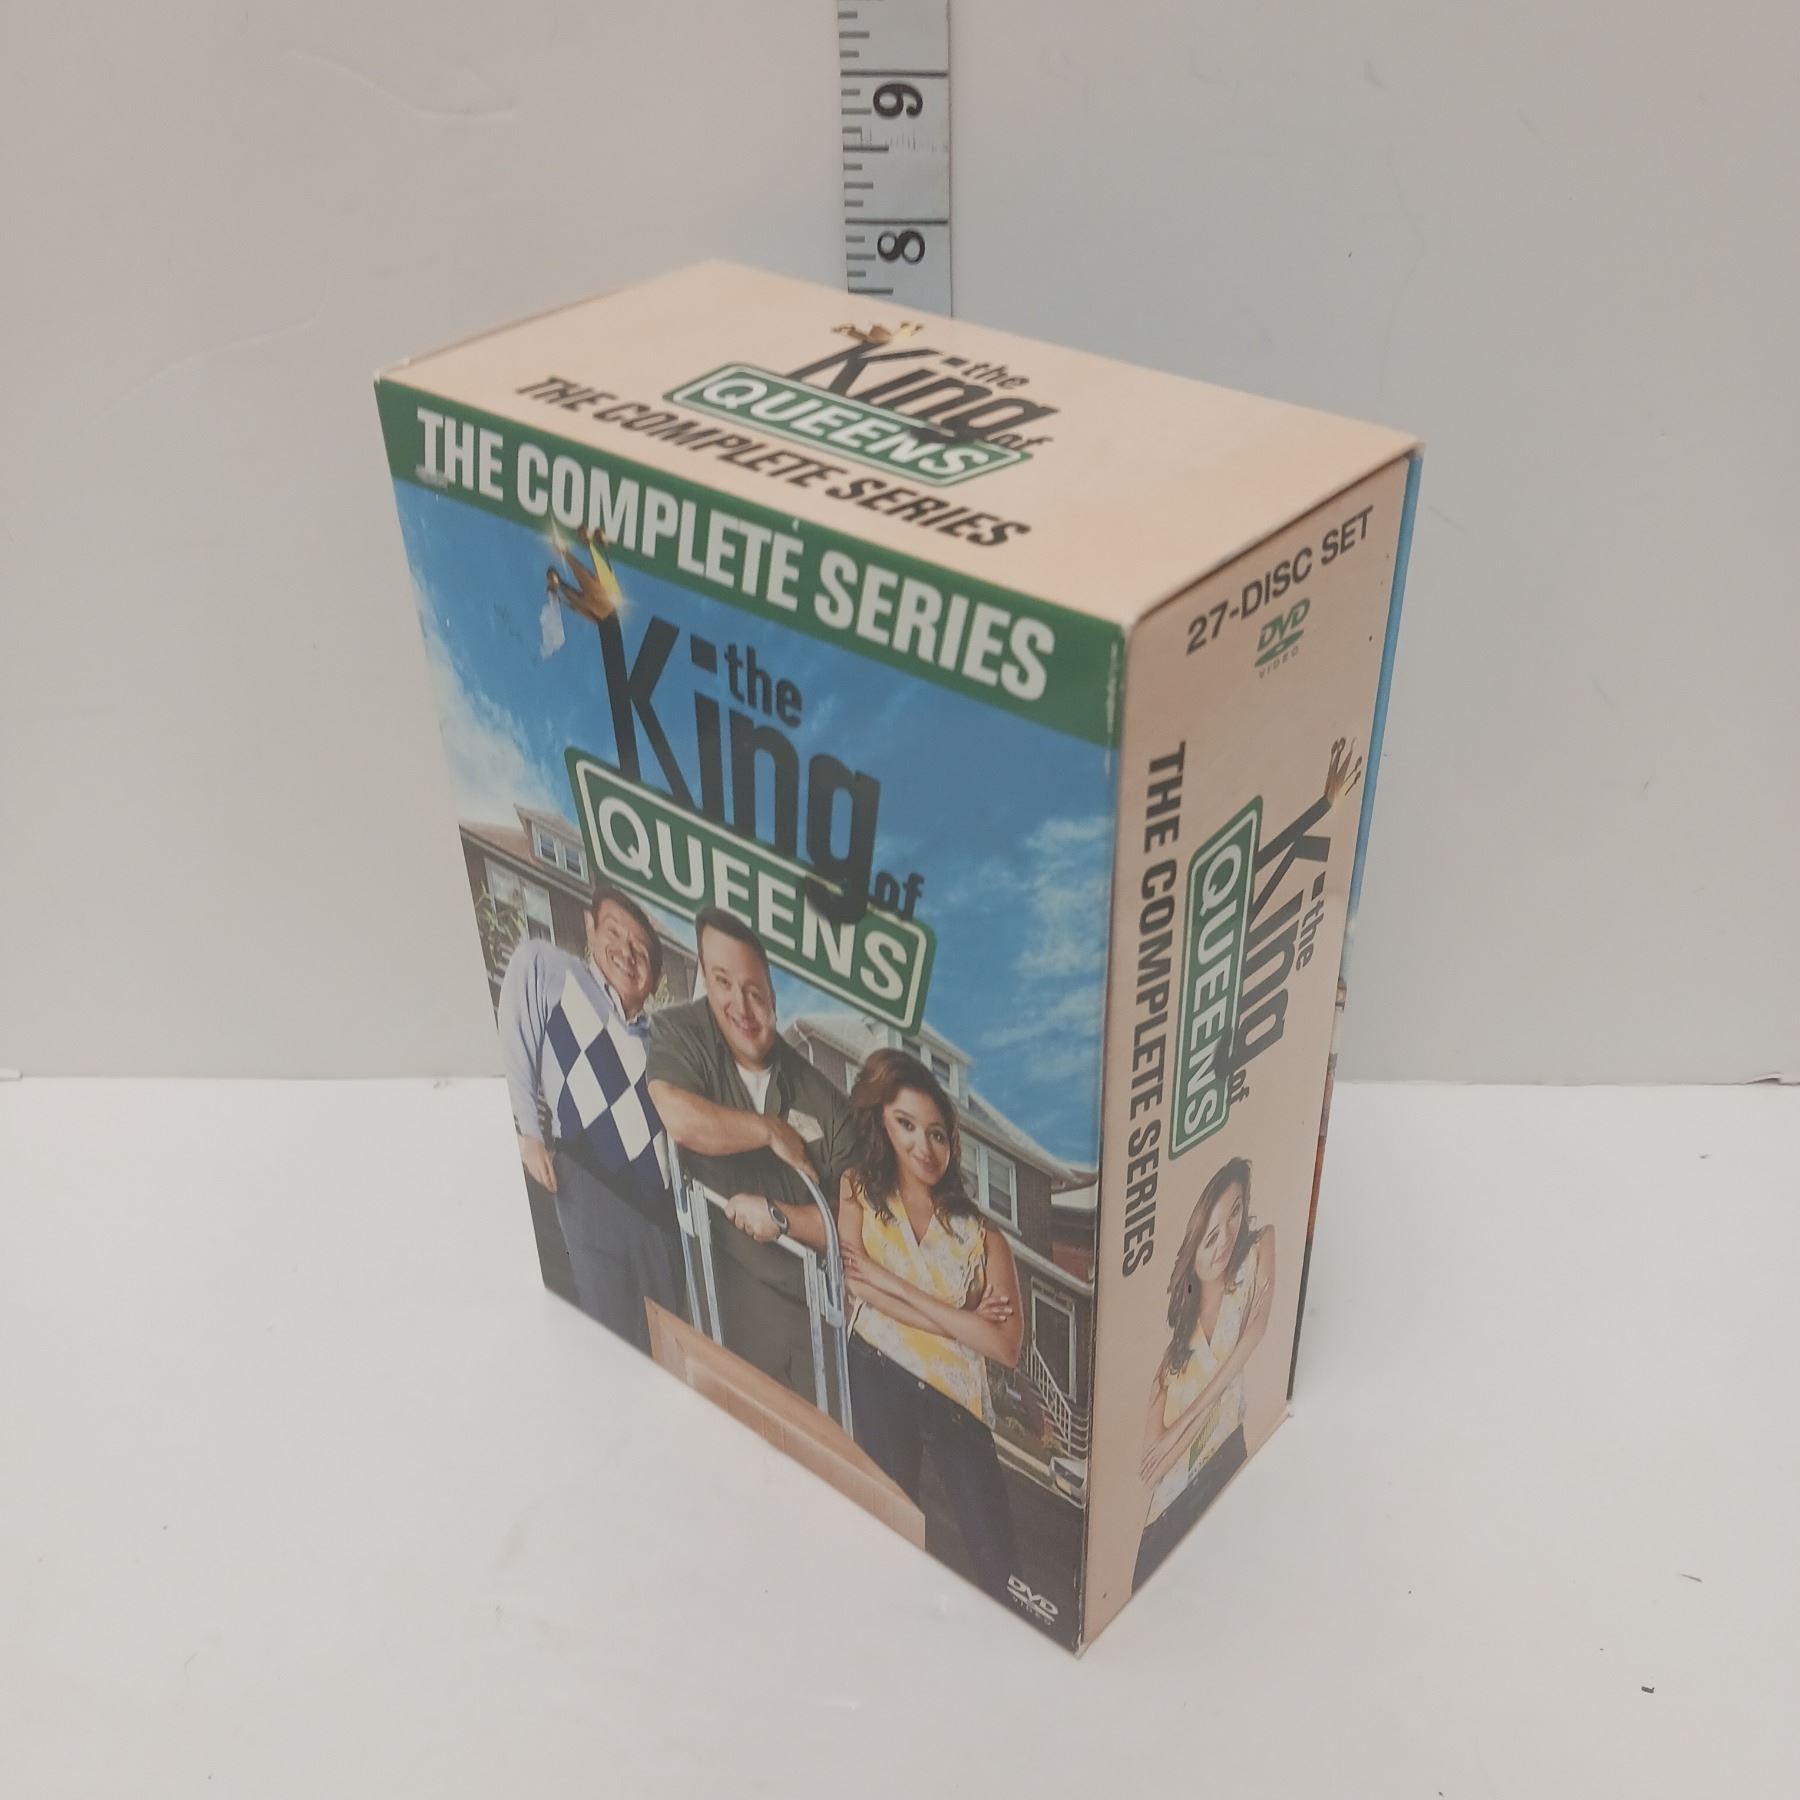 6
8
the
King of
QUEENS
THE COMPLETE SERIES
THE COMPLETE SERIES
the
King of
QUEENS
DVD
VIDEO
27-DISC SET
DVD
VIDEO
the
King of
QUEENS
THE COMPLETE SERIES